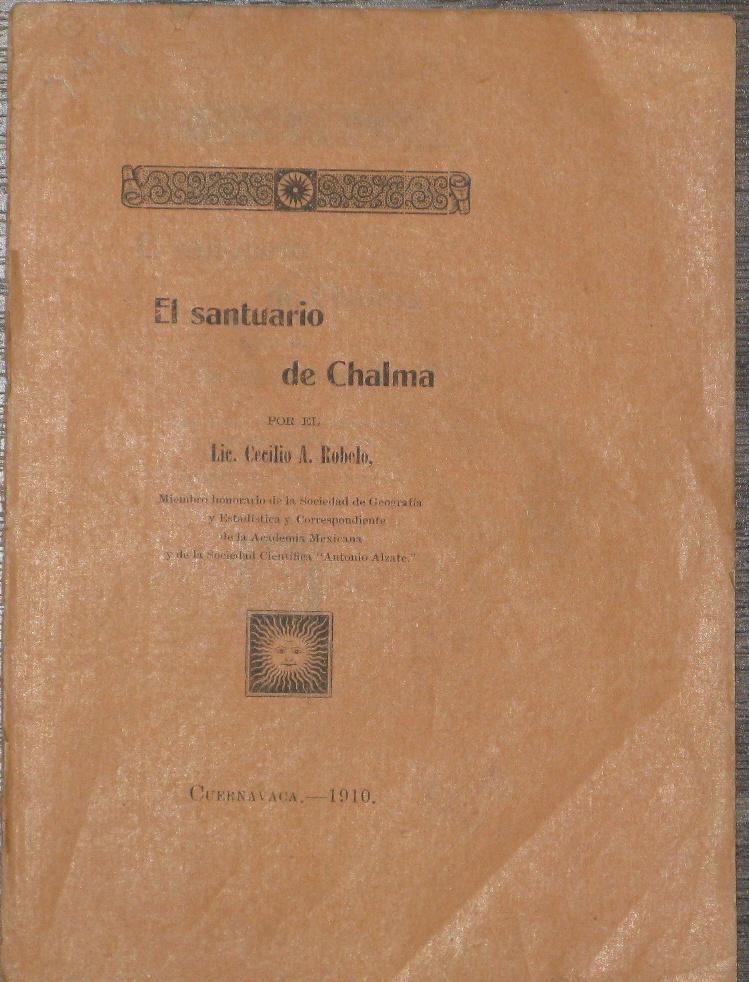 El santuario
de Chalma
POR EL
Lic. Cecilio A. Robelo,
Miembro honorario de la Sociedad de Geografía
y Estadística y Correspondiente
de la Academia Mexicana
y de la Sociedad Científica "Antonio Alzate."
CUERNAVACA.—1910.